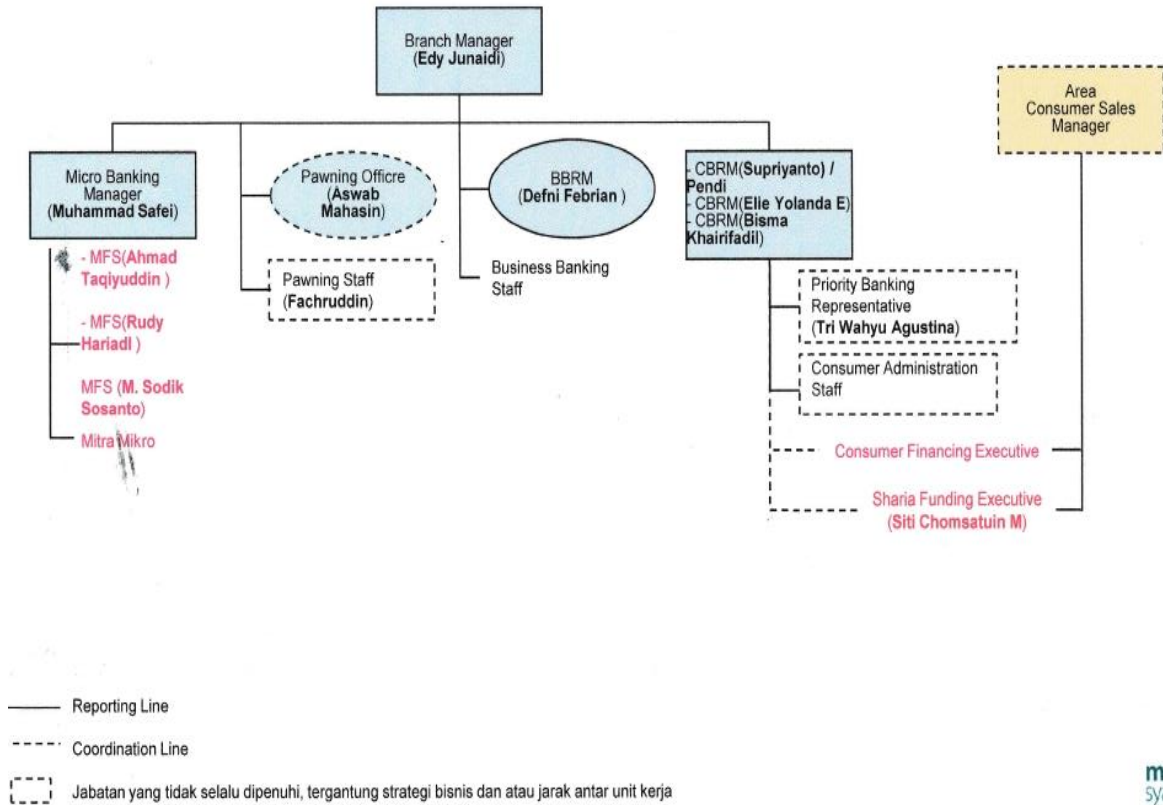 Branch Manager
(Edy Junaidi)
Area
Consumer Sales
Manager
Micro Banking
Manager
(Muhammad Safei)
Pawning Officre
(Aswab
Mahasin)
BBRM
(Defni Febrian )
- CBRM(Supriyanto) /
Pendi
- CBRM(Elie Yolanda E)
- CBRM(Bisma
Khairifadil)
- MFS(Ahmad
Taqiyuddin )
- MFS(Rudy
HariadI )
MFS (M. Sodik
Sosanto)
Mitra Mikro
Pawning Staff
(Fachruddin)
Business Banking
Staff
Priority Banking
Representative
(Tri Wahyu Agustina)
Consumer Administration
Staff
Consumer Financing Executive
Sharia Funding Executive
(Siti Chomsatuin M)
Reporting Line
Coordination Line
Jabatan yang tidak selalu dipenuhi, tergantung strategi bisnis dan atau jarak antar unit kerja